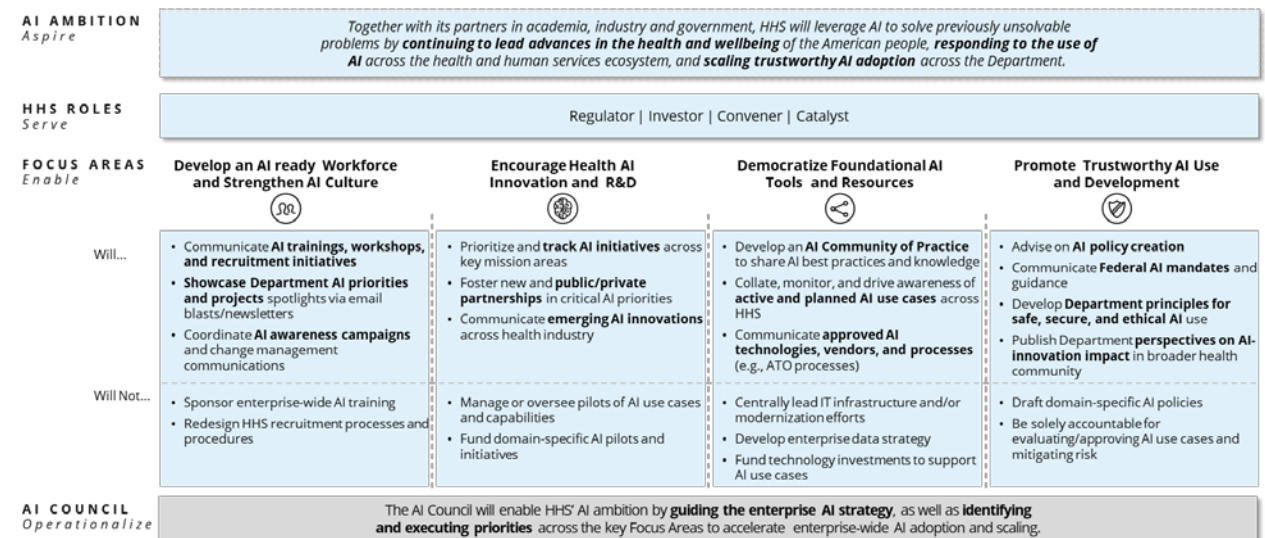 AI AMBITION
Aspire
Together with its partners in academia, industry and government, HHS will leverage AI to solve previously unsolvable
problems by continuing to lead advances in the health and wellbeing of the American people, responding to the use of
AI across the health and human services ecosystem, and scaling trustworthy AI adoption across the Department.
HHS ROLES
Serve
Regulator | Investor | Convener | Catalyst
FOCUS AREAS
Enable
Develop an AI ready Workforce
and Strengthen AI Culture
Encourage Health AI
Innovation and R&D
Democratize Foundational AI
Tools and Resources
Promote Trustworthy AI Use
and Development
Will...
• Communicate AI trainings, workshops,
and recruitment initiatives
• Showcase Department AI priorities
and projects spotlights via email
blasts/newsletters
• Coordinate AI awareness campaigns
and change management
communications
• Prioritize and track AI initiatives across
key mission areas
• Foster new and public/private
partnerships in critical AI priorities
• Communicate emerging AI innovations
across health industry
• Develop an AI Community of Practice
to share AI best practices and knowledge
• Collate, monitor, and drive awareness of
active and planned AI use cases across
HHS
• Communicate approved AI
technologies, vendors, and processes
(e.g., ATO processes)
• Advise on AI policy creation
• Communicate Federal AI mandates and
guidance
• Develop Department principles for
safe, secure, and ethical AI use
• Publish Department perspectives on AI-
innovation impact in broader health
community
Will Not...
• Sponsor enterprise-wide AI training
• Redesign HHS recruitment processes and
procedures
• Manage or oversee pilots of AI use cases
and capabilities
• Fund domain-specific AI pilots and
initiatives
• Centrally lead IT infrastructure and/or
modernization efforts
• Develop enterprise data strategy
• Fund technology investments to support
AI use cases
• Draft domain-specific AI policies
• Be solely accountable for
evaluating/approving AI use cases and
mitigating risk
AI COUNCIL
Operationalize
The AI Council will enable HHS' AI ambition by guiding the enterprise AI strategy, as well as identifying
and executing priorities across the key Focus Areas to accelerate enterprise-wide AI adoption and scaling.